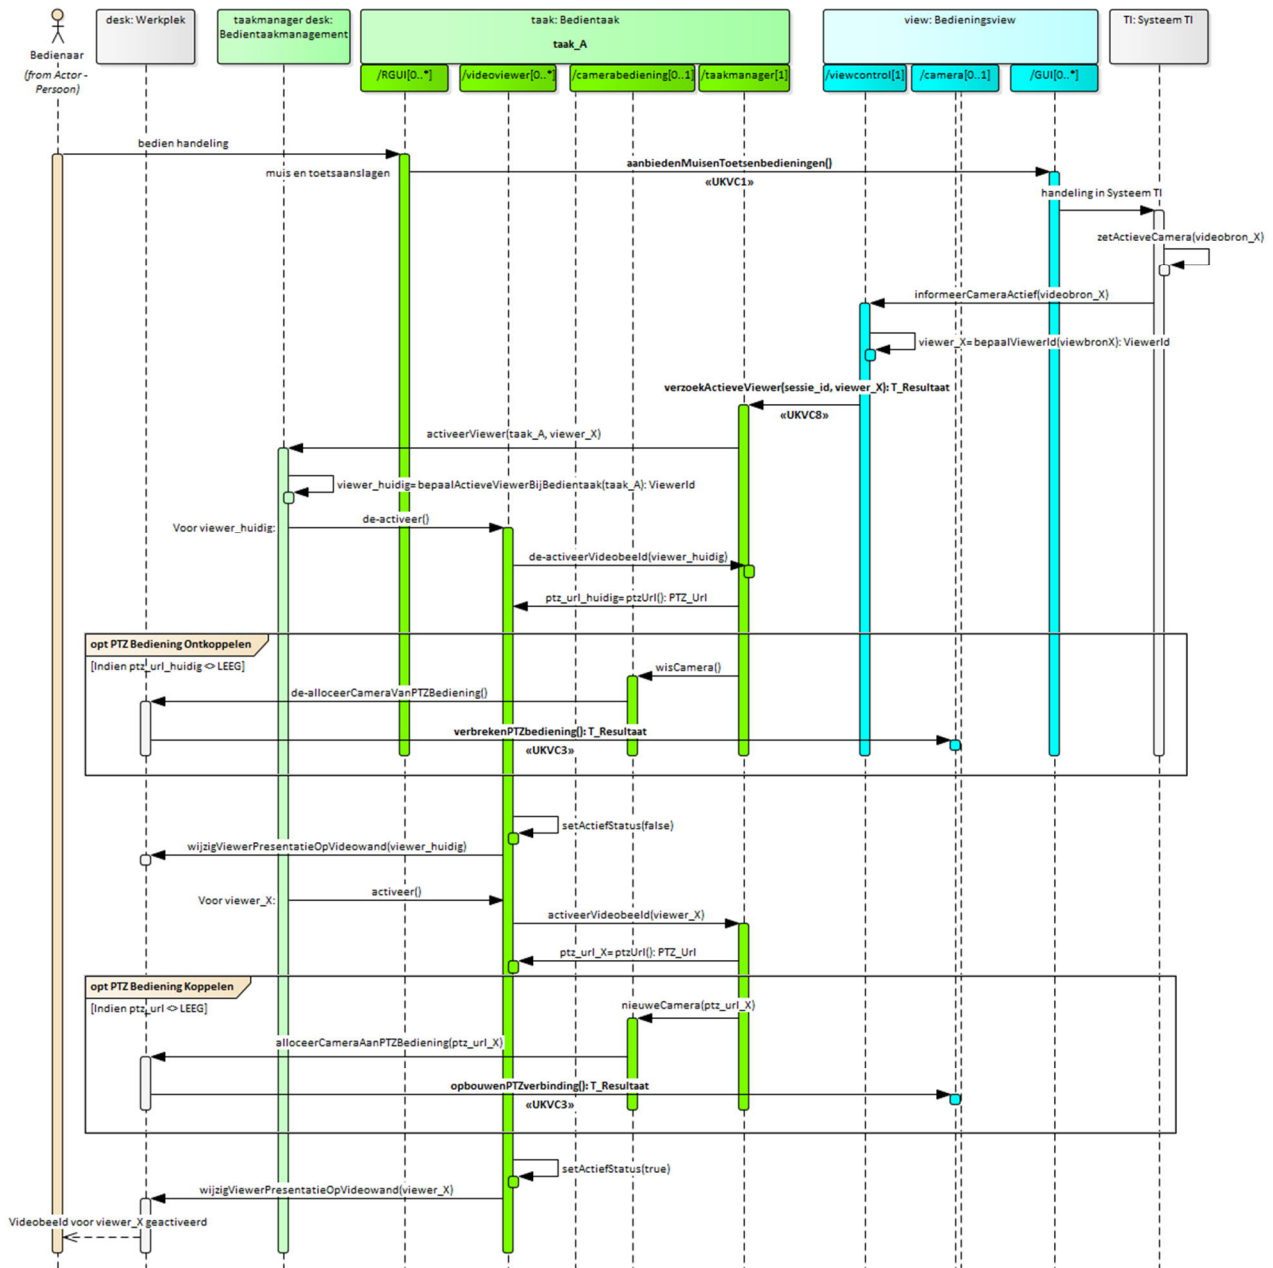 desk: Werkplek
taakmanager desk:
Bedientaakmanagement
taak: Bedientaak
taak_A
view: Bedieningsview
TI: Systeem TI
Bedienaar
(from Actor -
Persoon)
/RGUI[0..*]
/videoviewer[0..*]
/camerabediening[0..1]
/taakmanager[1]
/viewcontrol[1]
/camera[0..1]
/GUI[0..*]
bedien handeling
muis en toetsaanslagen
aanbiedenMuisenToetsenbedieningen()
«UKVC1»
handeling in Systeem TI
zetActieveCamera(videobron_X)
informeerCameraActief(videobron_X)
viewer_X= bepaalViewerId(viewbronX): ViewerId
verzoekActieveViewer(sessie_id, viewer_X): T_Resultaat
«UKVC8»
activeerViewer(taak_A, viewer_X)
viewer_huidig= bepaalActieveViewerBijBedientaak(taak_A): ViewerId
Voor viewer_huidig:
de-activeer()
de-activeerVideobeeld(viewer_huidig)
ptz_url_huidig= ptzUrl(): PTZ_Url
opt PTZ Bediening Ontkoppelen
[Indien ptz_url_huidig <> LEEG]
wisCamera()
de-alloceerCameraVanPTZBediening()
verbrekenPTZbediening(): T_Resultaat
«UKVC3»
setActiefStatus(false)
wijzigViewerPresentatieOpVideowand(viewer_huidig)
Voor viewer_X:
activeer()
activeerVideobeeld(viewer_X)
ptz_url_X= ptzUrl(): PTZ_Url
opt PTZ Bediening Koppelen
[Indien ptz_url <> LEEG]
nieuweCamera(ptz_url_X)
alloceerCameraAanPTZBediening(ptz_url_X)
opbouwenPTZverbinding(): T_Resultaat
«UKVC3»
setActiefStatus(true)
wijzigViewerPresentatieOpVideowand(viewer_X)
Videobeeld voor viewer_X geactiveerd